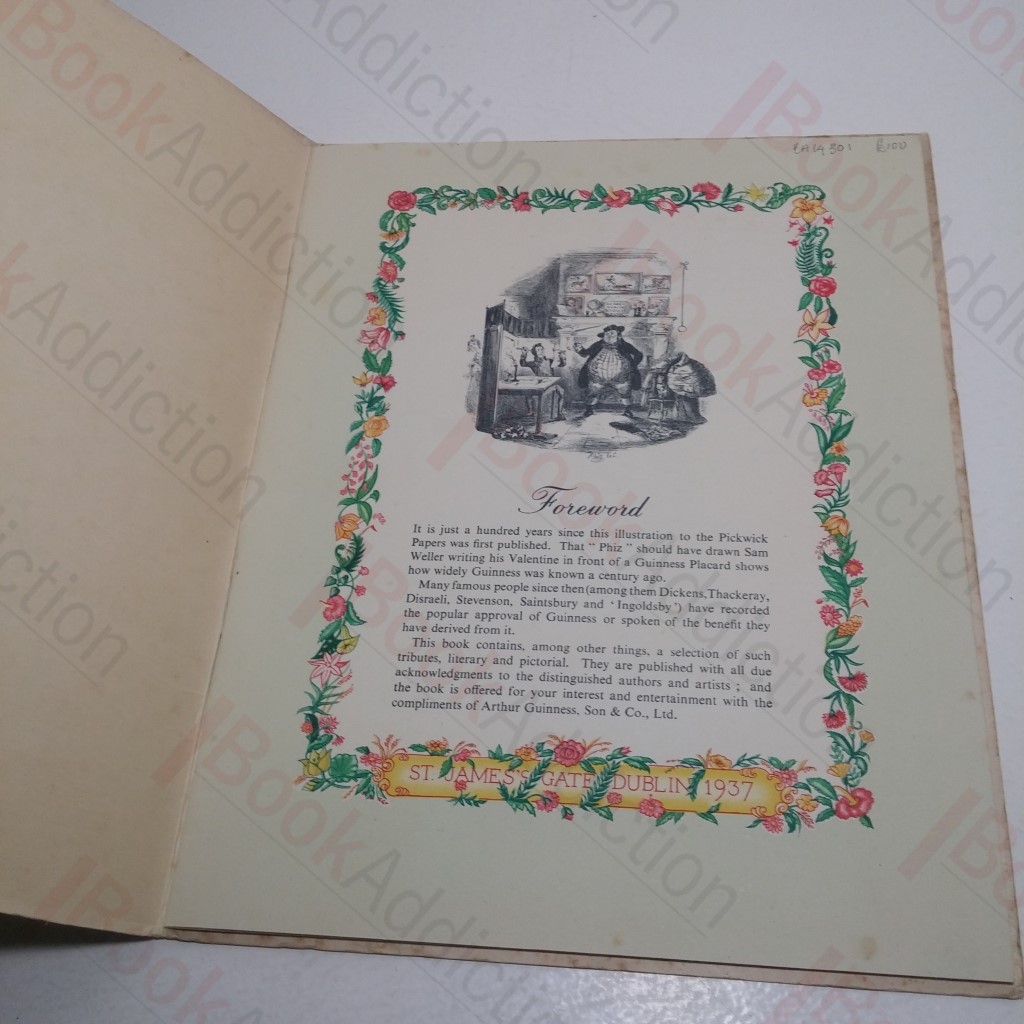 Foreword
It is just a hundred years since this illustration to the Pickwick
Papers was first published. That “ Phiz ” should have drawn Sam
Weller writing his Valentine in front of a Guinness Placard shows
how widely Guinness was known a century ago.
Many famous people since then (among them Dickens, Thackeray,
Disraeli, Stevenson, Saintsbury and ‘ Ingoldsby ’) have recorded
the popular approval of Guinness or spoken of the benefit they
have derived from it.
This book contains, among other things, a selection of such
tributes, literary and pictorial. They are published with all due
acknowledgments to the distinguished authors and artists ; and
the book is offered for your interest and entertainment with the
compliments of Arthur Guinness, Son & Co., Ltd.
ST. JAMES'S GATE DUBLIN 1937
BookAddiction